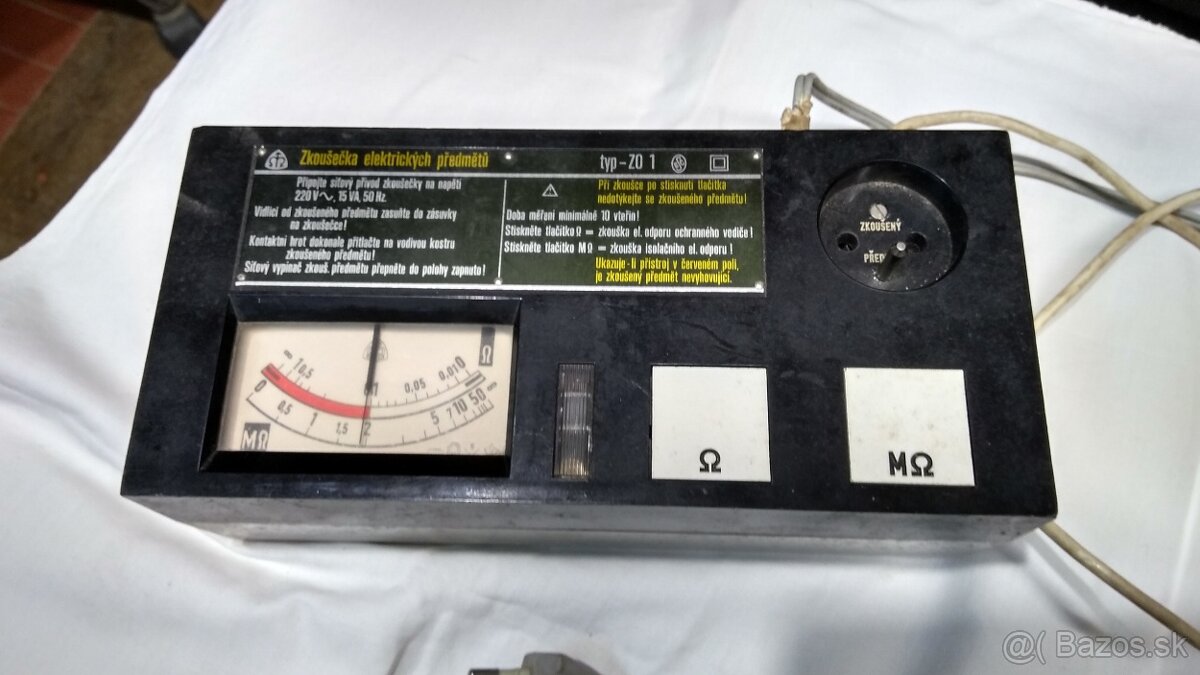 Zkoušečka elektrických předmětů
typ-ZO 1
Připojte síťový přívod zkoušečky na napětí
220 V ~, 15 VA, 50 Hz.
Vidlici od zkoušeného předmětu zasuňte do zásuvky
na zkoušečce!
Kontaktní hrot dokonale přitlačte na vodivou kostru
zkoušeného předmětu!
Síťový vypínač zkouš. předmětu přepněte do polohy zapnuto!
Při zkoušce po stisknutí tlačítka
nedotýkejte se zkoušeného předmětu!
Doba měření minimálně 10 vteřin!
Stiskněte tlačítko Ω = zkouška el. odporu ochranného vodiče!
Stiskněte tlačítko MΩ = zkouška isolačního el. odporu!
Ukazuje-li přístroj v červeném poli,
je zkoušený předmět nevyhovující.
ZKOUŠENÝ
PŘED
Ω
∞ 1 0,5 0,1 0,05 0,01 0
0 0,5 1 1,5 2 5 7 10 50 ∞
MΩ
Ω
MΩ
@( Bazos.sk